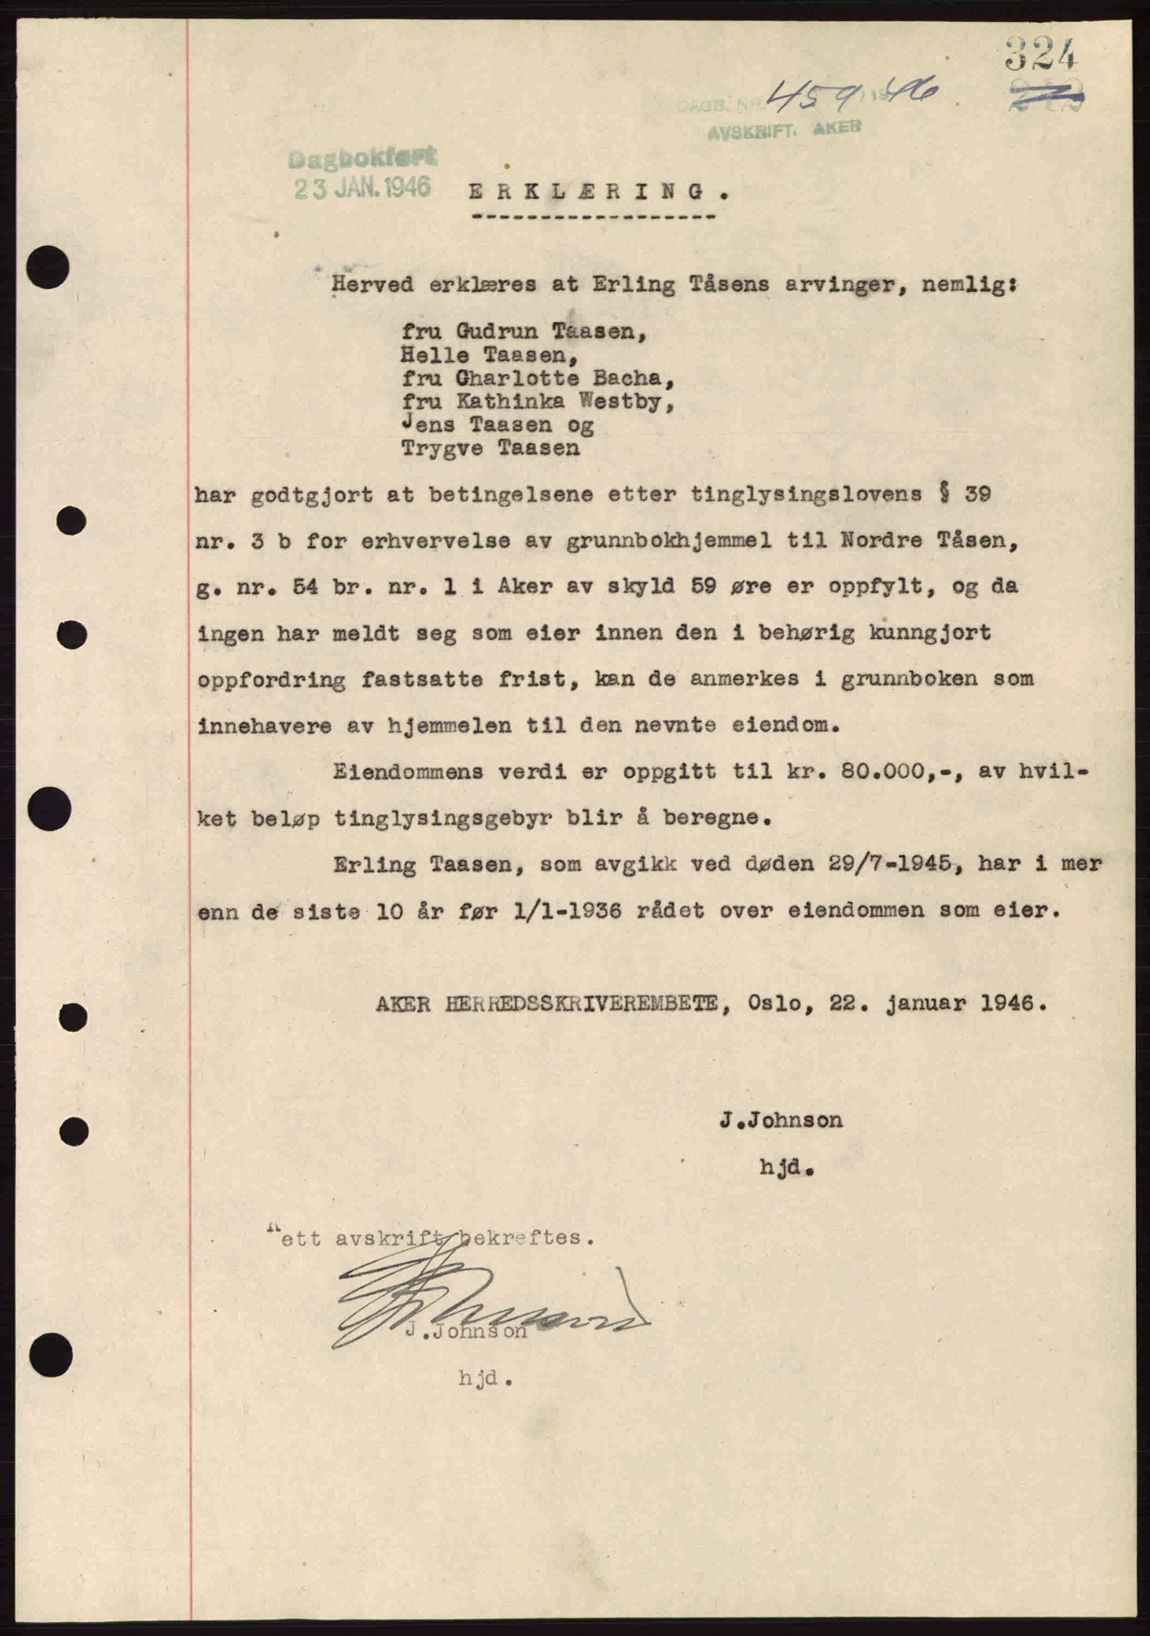 324
DAGB. NR. 459 1946
AVSKRIFT. AKER
Dagbokført
23 JAN. 1946
ERKLÆRING.
Herved erklæres at Erling Tåsens arvinger, nemlig:
fru Gudrun Taasen,
Helle Taasen,
fru Gharlotte Bacha,
fru Kathinka Westby,
Jens Taasen og
Trygve Taasen
har godtgjort at betingelsene etter tinglysingslovens § 39
nr. 3 b for erhvervelse av grunnbokhjemmel til Nordre Tåsen,
g. nr. 54 br. nr. 1 i Aker av skyld 59 øre er oppfylt, og da
ingen har meldt seg som eier innen den i behørig kunngjort
oppfordring fastsatte frist, kan de anmerkes i grunnboken som
innehavere av hjemmelen til den nevnte eiendom.
Eiendommens verdi er oppgitt til kr. 80.000,-, av hvil-
ket beløp tinglysingsgebyr blir å beregne.
Erling Taasen, som avgikk ved døden 29/7-1945, har i mer
enn de siste 10 år før 1/1-1936 rådet over eiendommen som eier.
AKER HERREDSSKRIVEREMBETE, Oslo, 22. januar 1946.
J.Johnson
hjd.
Rett avskrift bekreftes.
J.Johnson
hjd.